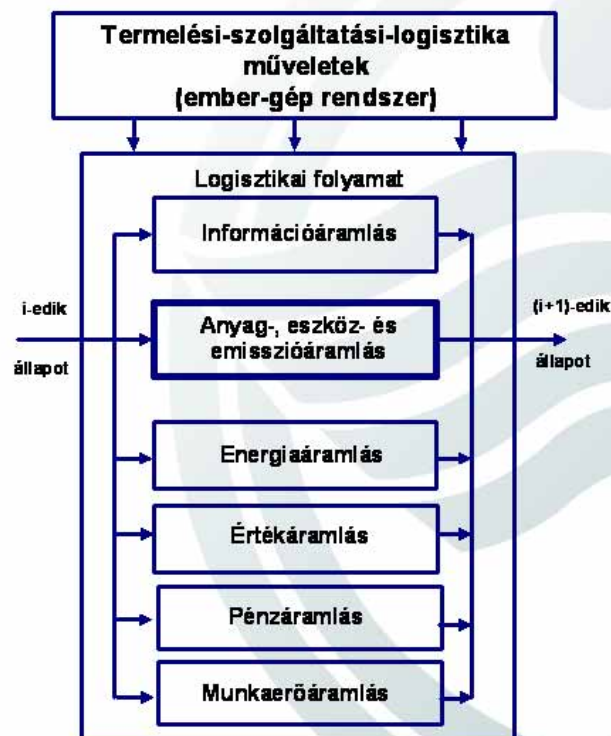 Termelési-szolgáltatási-logisztika
műveletek
(ember-gép rendszer)
Logisztikai folyamat
Információáramlás
i-edik
állapot
Anyag-, eszköz- és
emisszióáramlás
(i+1)-edik
állapot
Energiaáramlás
Értékáramlás
Pénzáramlás
Munkaerőáramlás